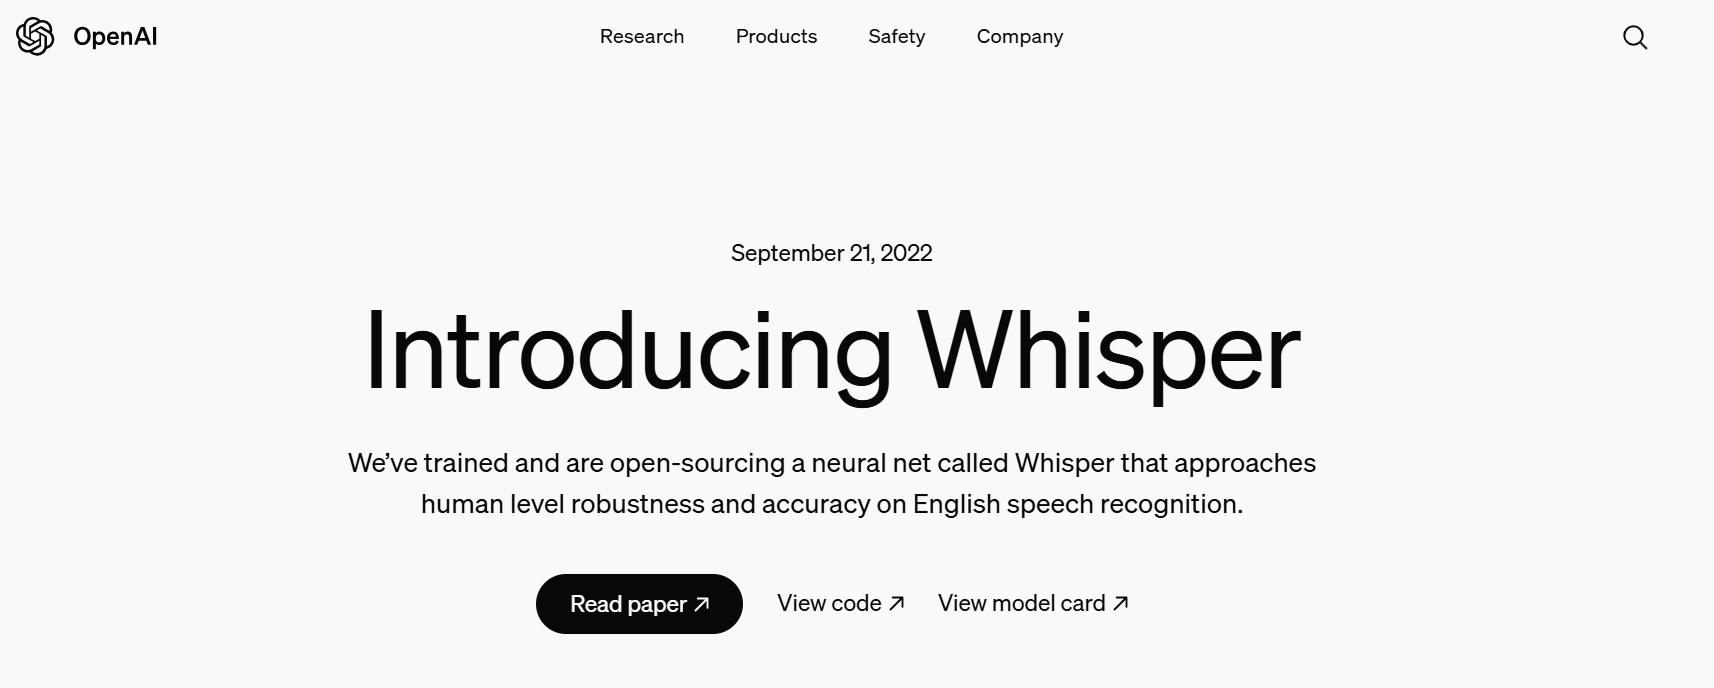 OpenAI
Research Products Safety Company
September 21, 2022
Introducing Whisper
We’ve trained and are open-sourcing a neural net called Whisper that approaches
human level robustness and accuracy on English speech recognition.
Read paper ↗ View code ↗ View model card ↗